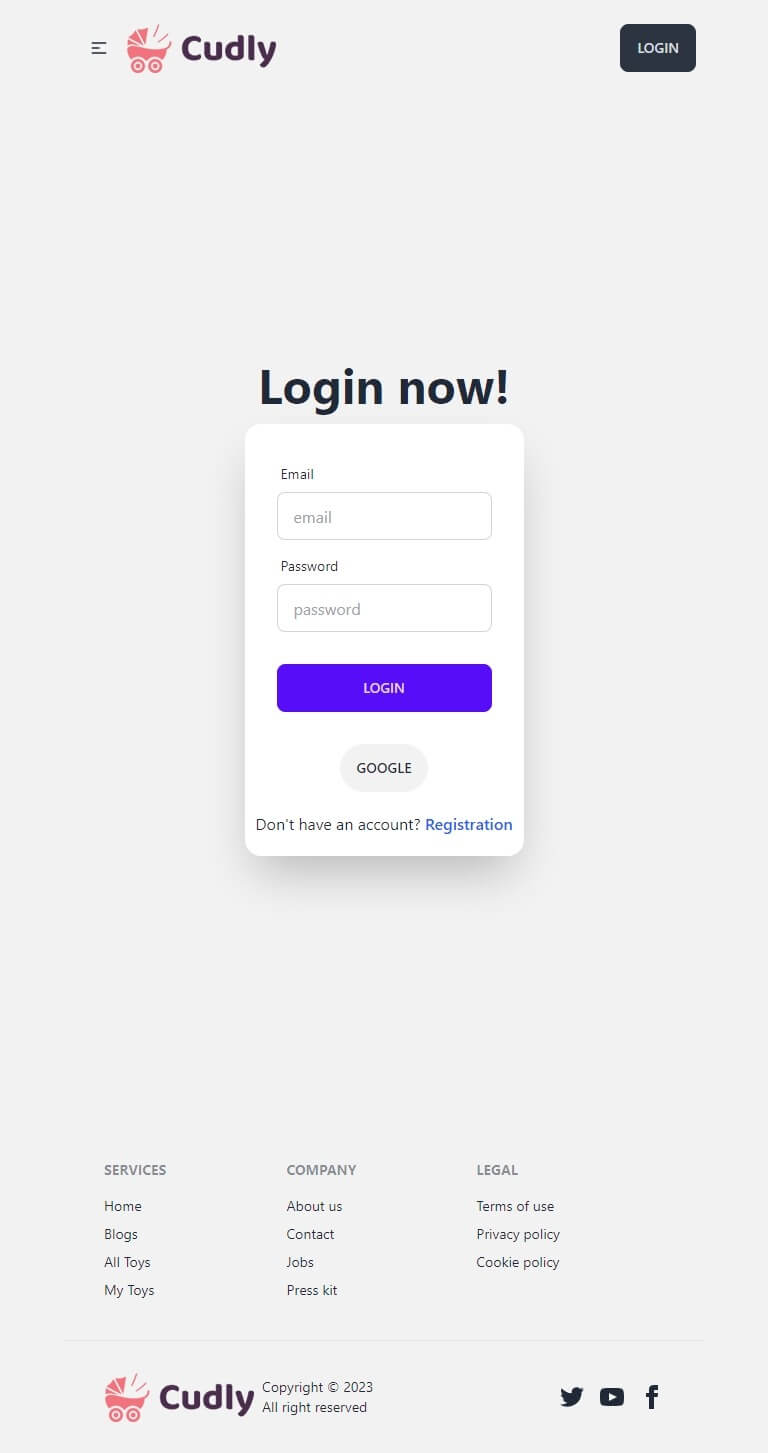 Cudly
LOGIN
Login now!
Email
email
Password
password
LOGIN
GOOGLE
Don't have an account? Registration
SERVICES
Home
Blogs
All Toys
My Toys
COMPANY
About us
Contact
Jobs
Press kit
LEGAL
Terms of use
Privacy policy
Cookie policy
Cudly
Copyright © 2023
All right reserved